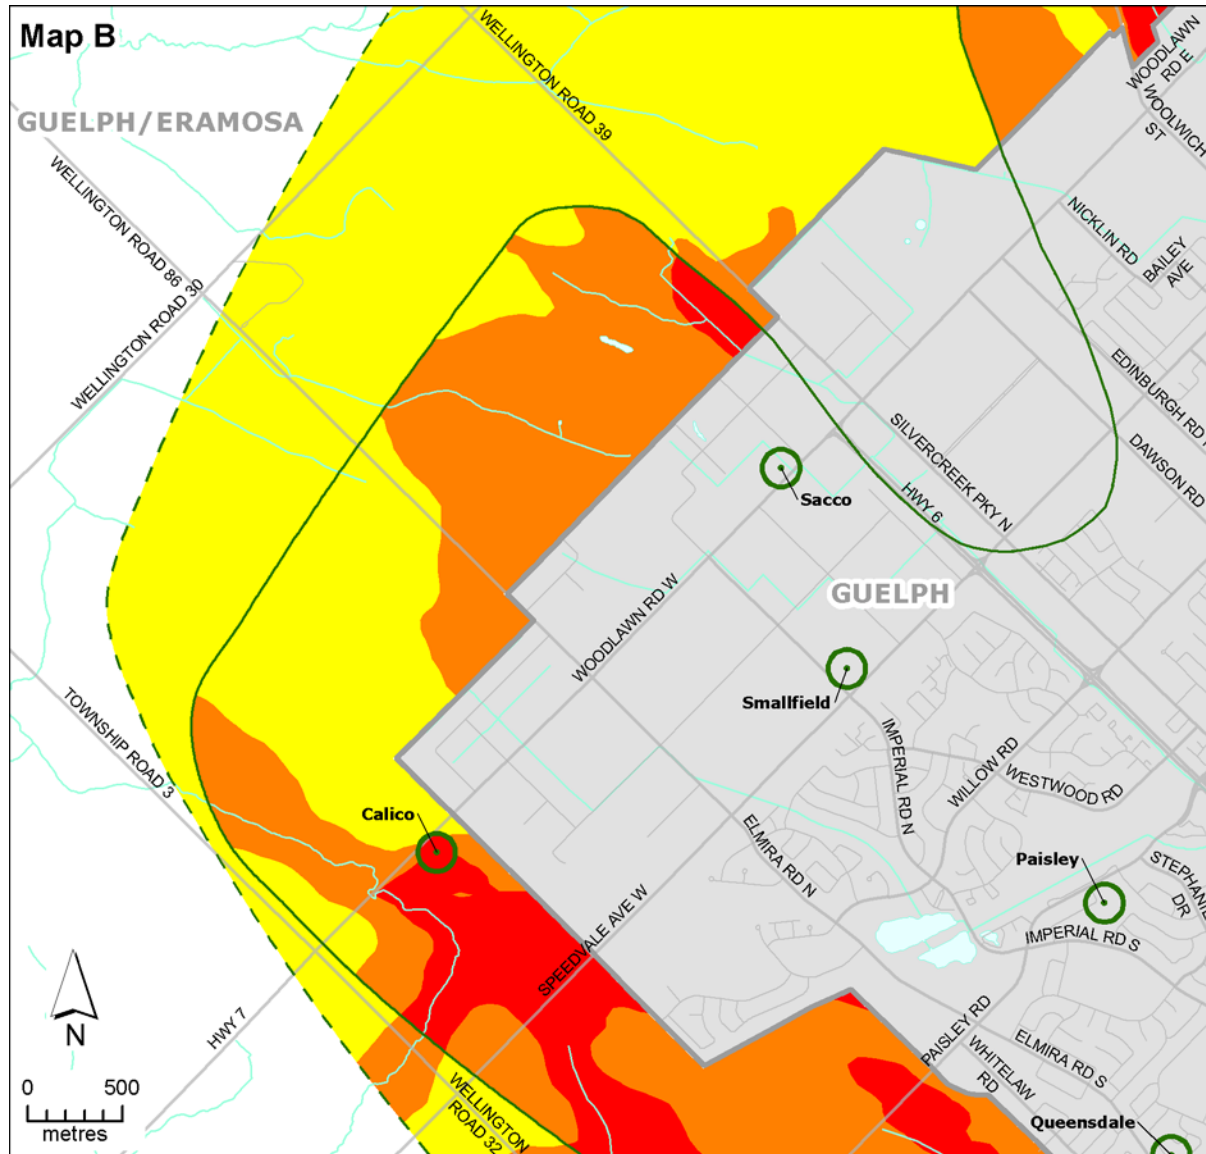 Map B
GUELPH/ERAMOSA
WELLINGTON ROAD 39
WOODLAWN
RD E
WOOLWICH
ST
WELLINGTON ROAD 86
WELLINGTON ROAD 30
NICKLIN RD
BAILEY
AVE
EDINBURGH RD
DAWSON RD
SILVERCREEK PKY N
HWY 6
Sacco
GUELPH
WOODLAWN RD W
Smallfield
TOWNSHIP ROAD 3
IMPERIAL RD N
WILLOW RD
WESTWOOD RD
Calico
ELMIRA RD N
Paisley
STEPHANIE
DR
IMPERIAL RD S
SPEEDVALE AVE W
HWY 7
N
PAISLEY RD
WHITELAW
RD
ELMIRA RD S
0 500
metres
WELLINGTON
ROAD 32
Queensdale